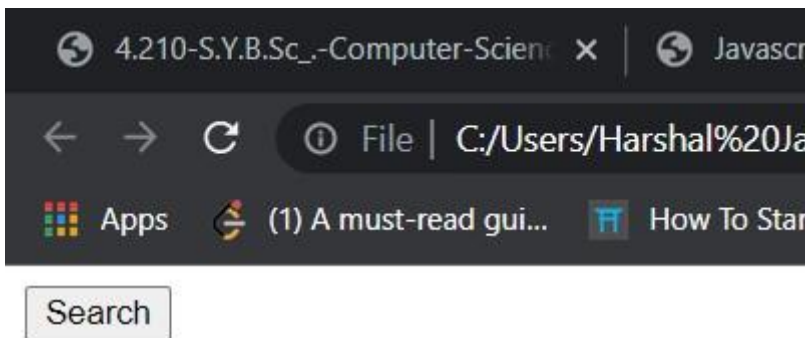 4.210-S.Y.B.Sc_.-Computer-Scien Javascr
File | C:/Users/Harshal%20Ja
Apps (1) A must-read gui... How To Star
Search